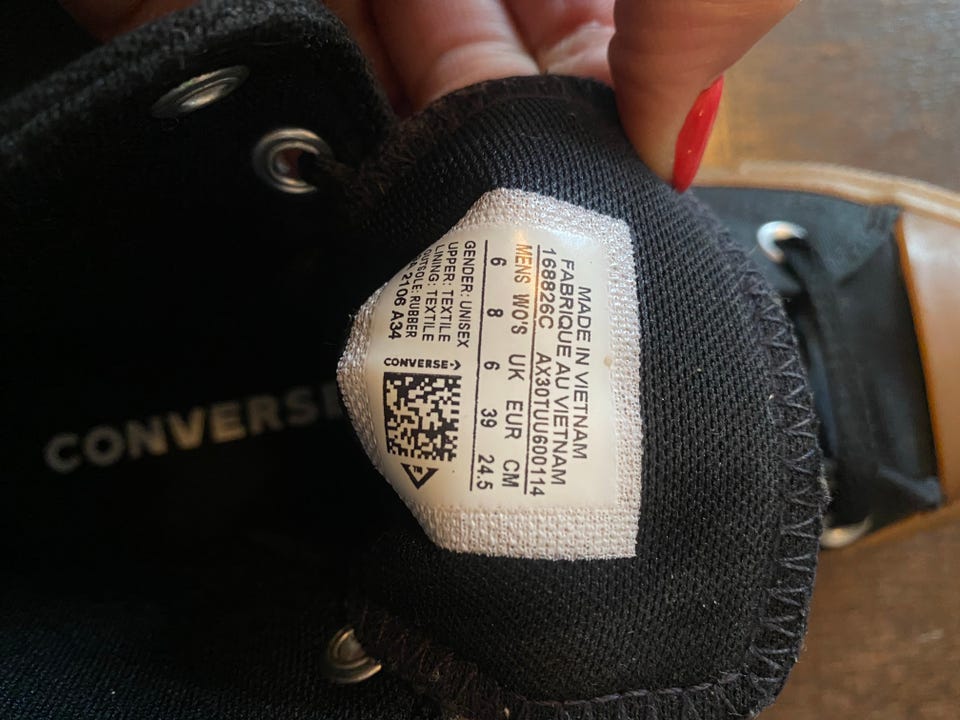 MADE IN VIETNAM
FABRIQUE AU VIETNAM
168826C AX30TUU600114
MENS WO'S UK EUR CM
6 8 6 39 24.5
GENDER: UNISEX
UPPER: TEXTILE
LINING: TEXTILE
OUTSOLE: RUBBER
2106 A34
CONVERSE
CONVERSE